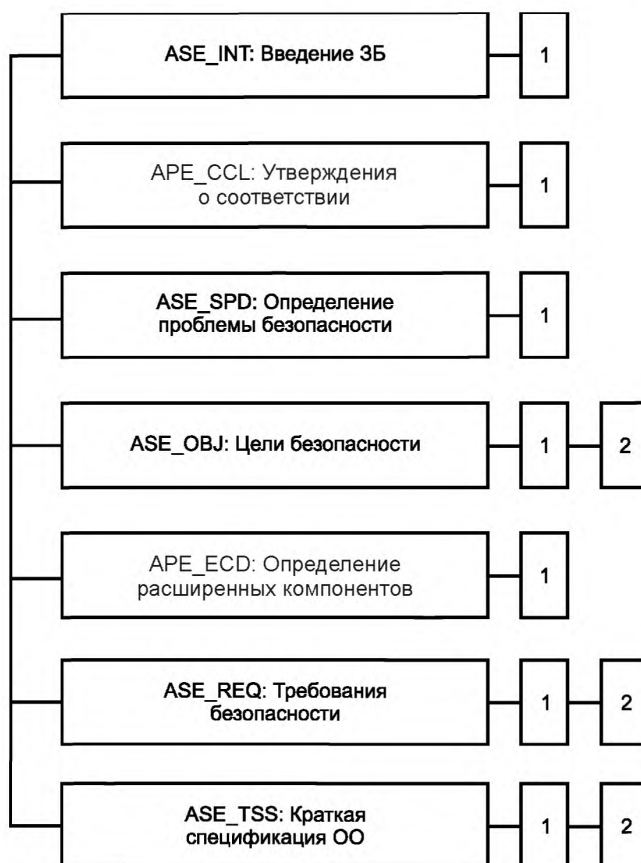 ASE_INT: Введение ЗБ
1
APE_CCL: Утверждения
о соответствии
1
ASE_SPD: Определение
проблемы безопасности
1
ASE_OBJ: Цели безопасности
1
2
APE_ECD: Определение
расширенных компонентов
1
ASE_REQ: Требования
безопасности
1
2
ASE_TSS: Краткая
спецификация ОО
1
2